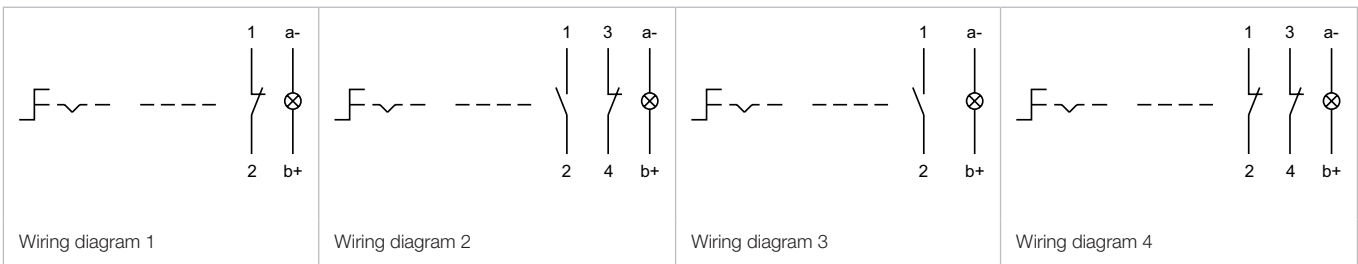 1 a-
2 b+
Wiring diagram 1
1 3 a-
2 4 b+
Wiring diagram 2
1 a-
2 b+
Wiring diagram 3
1 3 a-
2 4 b+
Wiring diagram 4